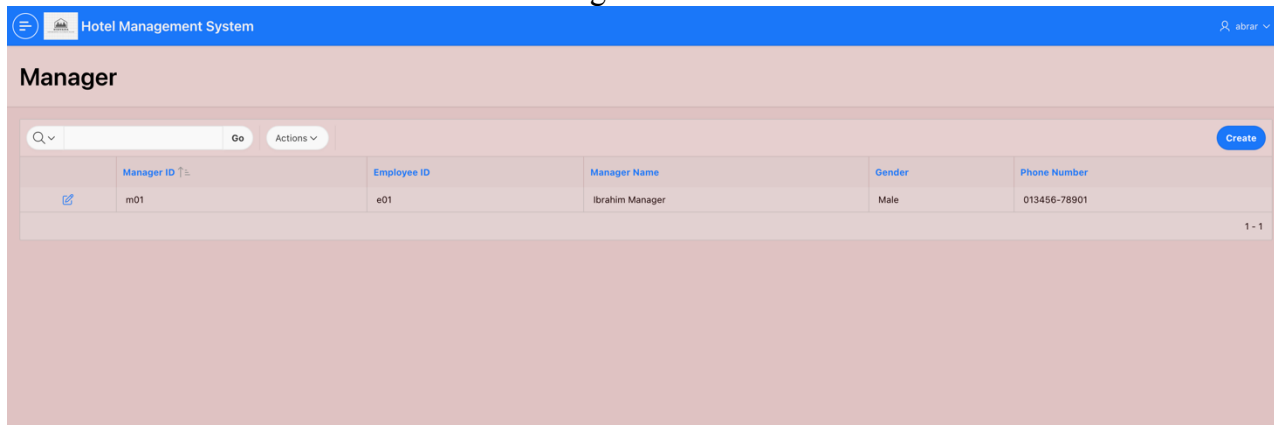 Hotel Management System
abrar
Manager
Go
Actions
Create
Manager ID Employee ID Manager Name Gender Phone Number
m01 e01 Ibrahim Manager Male 013456-78901
1 - 1